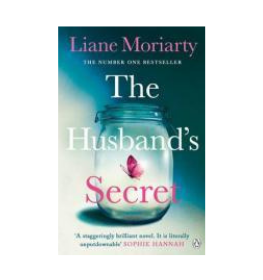 Liane Moriarty
THE NUMBER ONE BESTSELLER
The
Husband's
Secret
'A staggeringly brilliant novel. It is literally
unputdownable' SOPHIE HANNAH